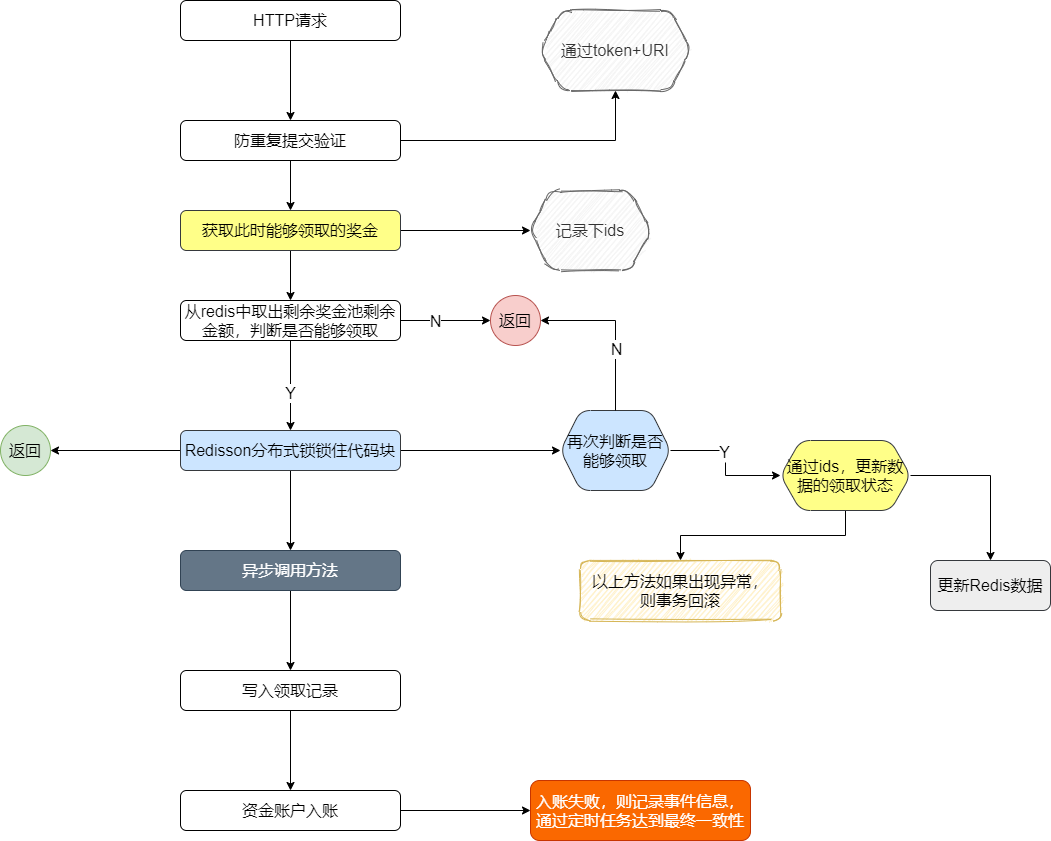 HTTP请求
通过token+URI
防重复提交验证
获取此时能够领取的奖金
记录下ids
从redis中取出剩余奖金池剩余
金额，判断是否能够领取
N
返回
N
Y
返回
Redisson分布式锁锁住代码块
再次判断是否
能够领取
Y
通过ids，更新数
据的领取状态
异步调用方法
以上方法如果出现异常，
则事务回滚
更新Redis数据
写入领取记录
资金账户入账
入账失败，则记录事件信息，
通过定时任务达到最终一致性